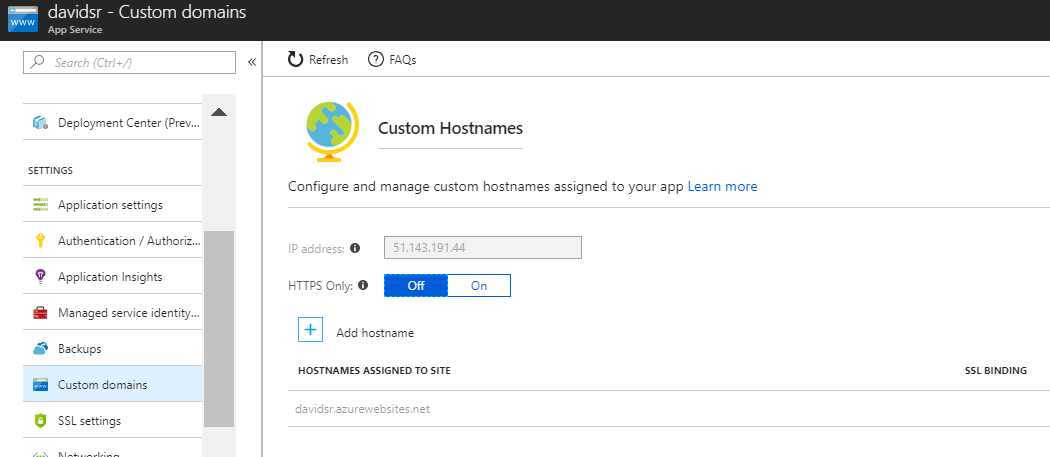 www
davidsr - Custom domains
App Service
Search (Ctrl+/)
«
Deployment Center (Prev...
SETTINGS
Application settings
Authentication / Authoriz...
Application Insights
Managed service identity...
Backups
www
Custom domains
SSL settings
Networking
Refresh
? FAQs
Custom Hostnames
Configure and manage custom hostnames assigned to your app Learn more
IP address: i 51.143.191.44
HTTPS Only: i Off On
+ Add hostname
HOSTNAMES ASSIGNED TO SITE SSL BINDING
davidsr.azurewebsites.net